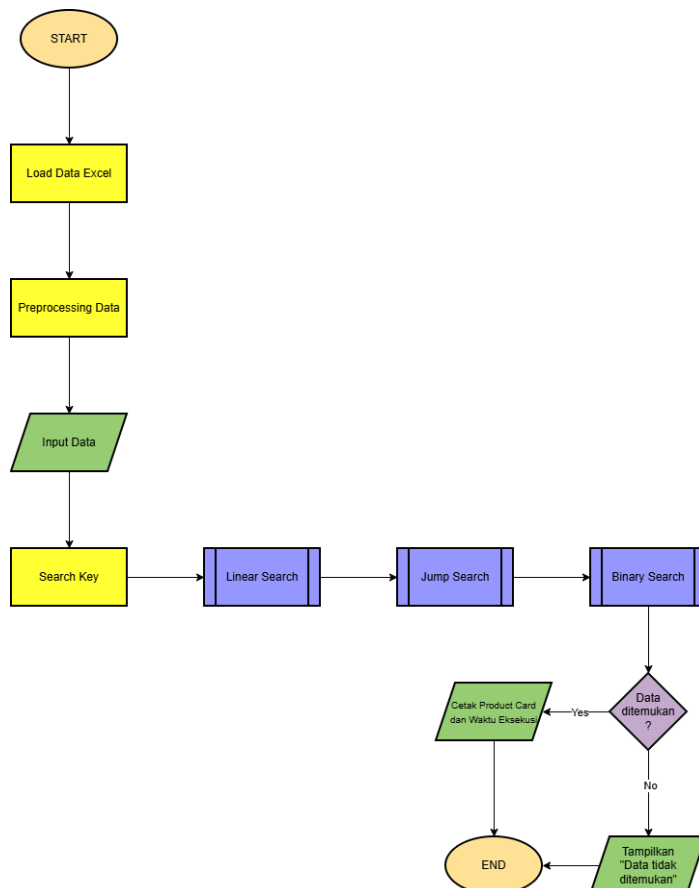 START
Load Data Excel
Preprocessing Data
Input Data
Search Key
Linear Search
Jump Search
Binary Search
Cetak Product Card
dan Waktu Eksekusi
Yes
Data
ditemukan
?
No
END
Tampilkan
"Data tidak
ditemukan"